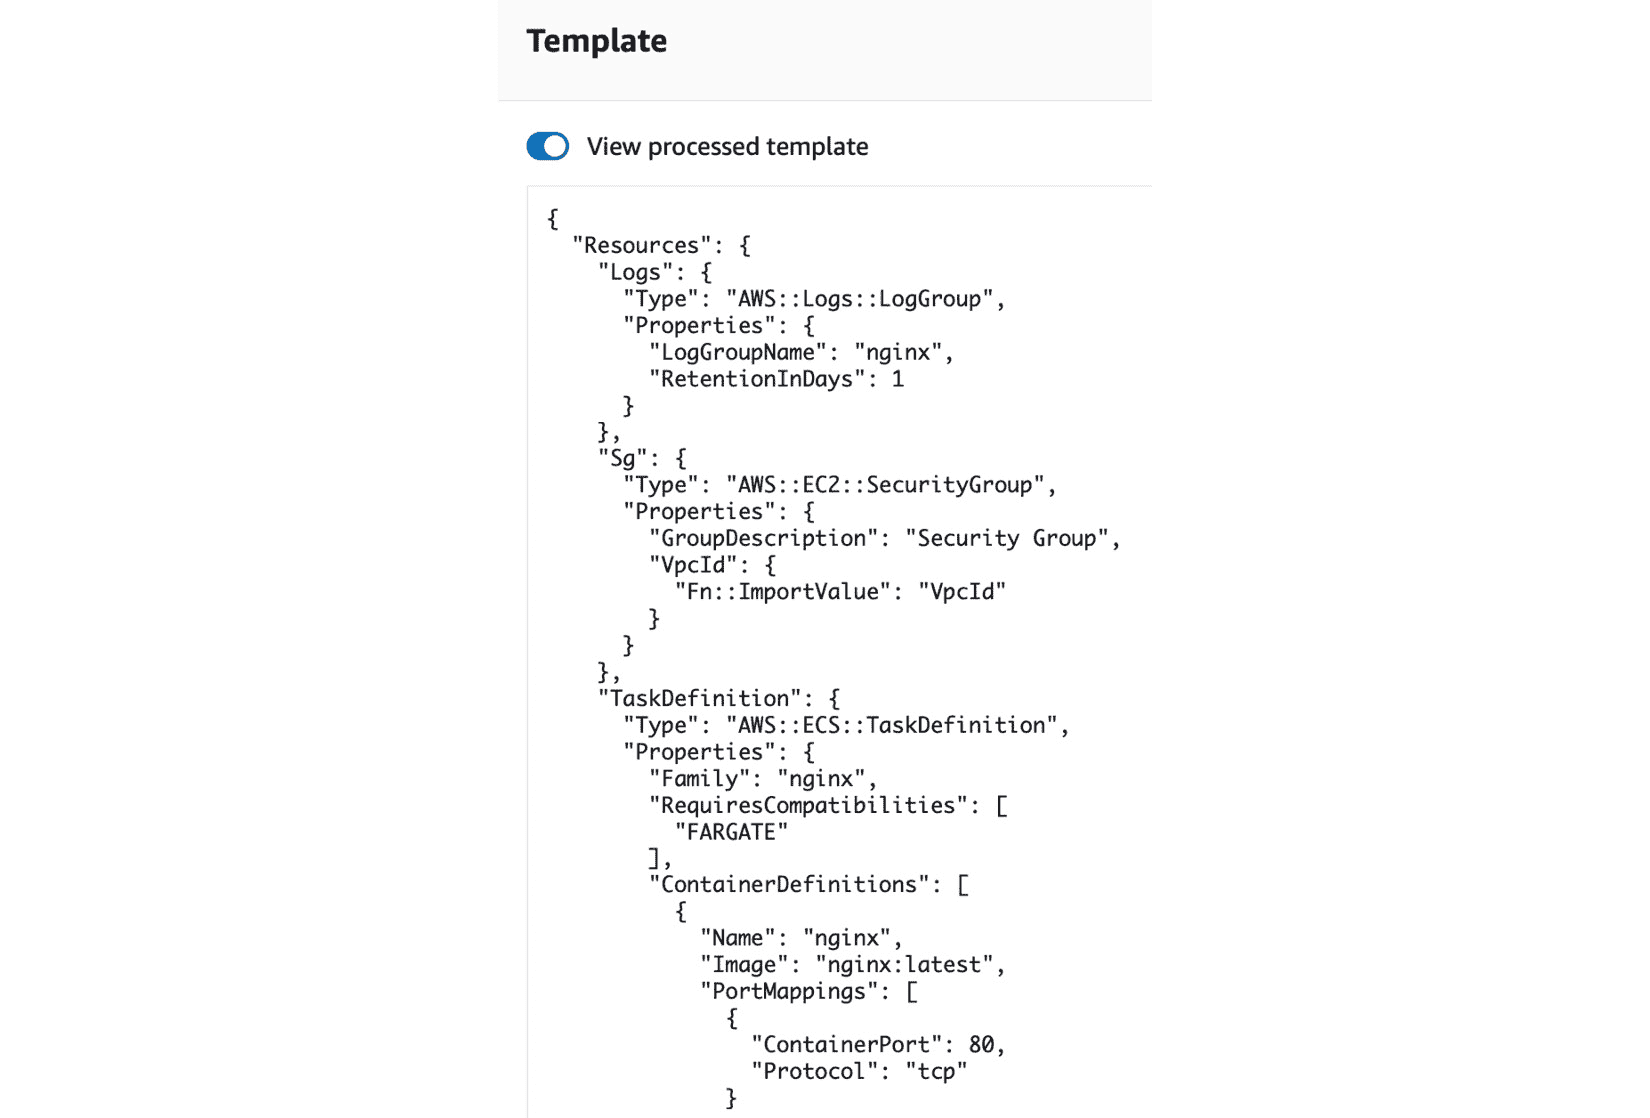 Template
View processed template
{
  "Resources": {
    "Logs": {
      "Type": "AWS::Logs::LogGroup",
      "Properties": {
        "LogGroupName": "nginx",
        "RetentionInDays": 1
      }
    },
    "Sg": {
      "Type": "AWS::EC2::SecurityGroup",
      "Properties": {
        "GroupDescription": "Security Group",
        "VpcId": {
          "Fn::ImportValue": "VpcId"
        }
      }
    },
    "TaskDefinition": {
      "Type": "AWS::ECS::TaskDefinition",
      "Properties": {
        "Family": "nginx",
        "RequiresCompatibilities": [
          "FARGATE"
        ],
        "ContainerDefinitions": [
          {
            "Name": "nginx",
            "Image": "nginx:latest",
            "PortMappings": [
              {
                "ContainerPort": 80,
                "Protocol": "tcp"
              }